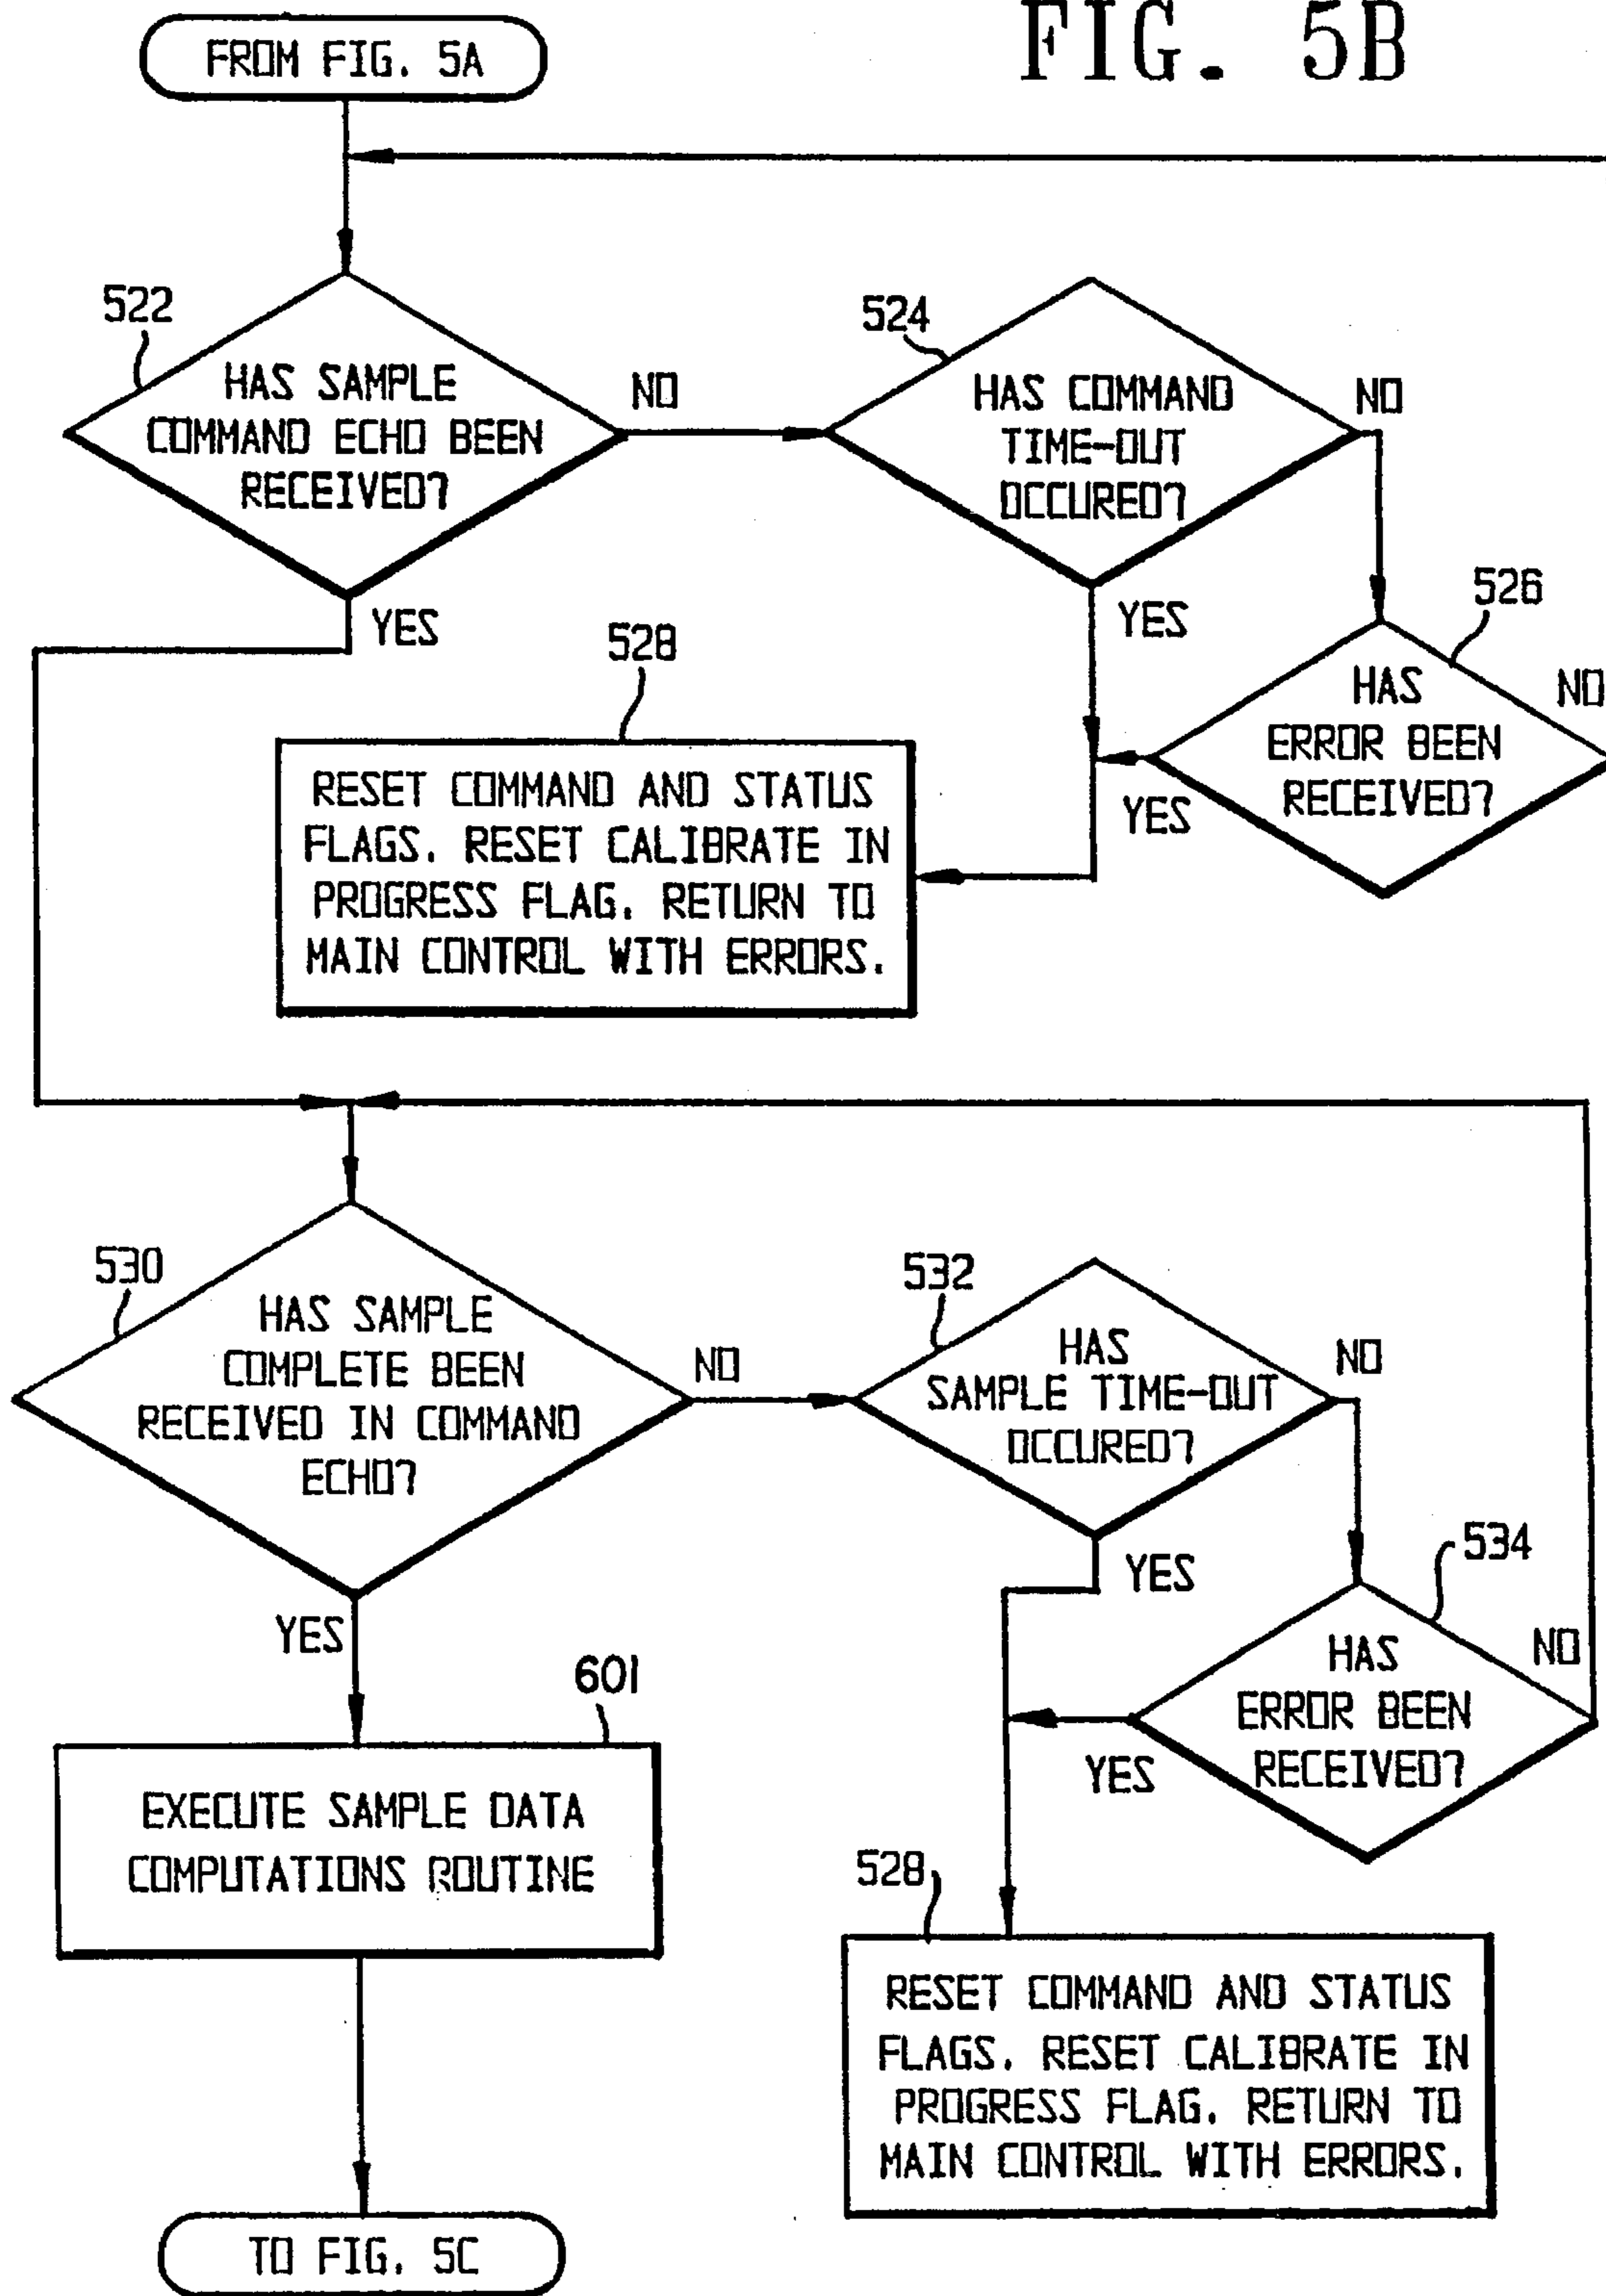 FIG. 5B
FROM FIG. 5A
522
HAS SAMPLE
COMMAND ECHO BEEN
RECEIVED?
NO
YES
524
HAS COMMAND
TIME-OUT
OCCURED?
NO
YES
526
HAS
ERROR BEEN
RECEIVED?
NO
YES
528
RESET COMMAND AND STATUS
FLAGS. RESET CALIBRATE IN
PROGRESS FLAG. RETURN TO
MAIN CONTROL WITH ERRORS.
530
HAS SAMPLE
COMPLETE BEEN
RECEIVED IN COMMAND
ECHO?
NO
YES
532
HAS
SAMPLE TIME-OUT
OCCURED?
NO
YES
534
HAS
ERROR BEEN
RECEIVED?
NO
YES
601
EXECUTE SAMPLE DATA
COMPUTATIONS ROUTINE
528
RESET COMMAND AND STATUS
FLAGS. RESET CALIBRATE IN
PROGRESS FLAG. RETURN TO
MAIN CONTROL WITH ERRORS.
TO FIG. 5C